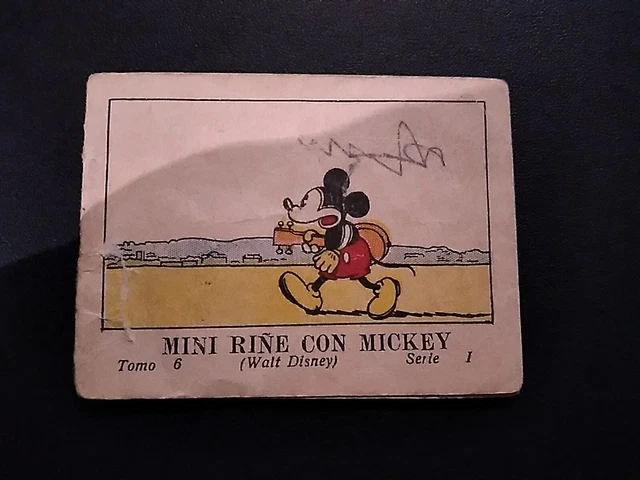 MINI RIÑE CON MICKEY
Tomo 6 (Walt Disney) Serie I